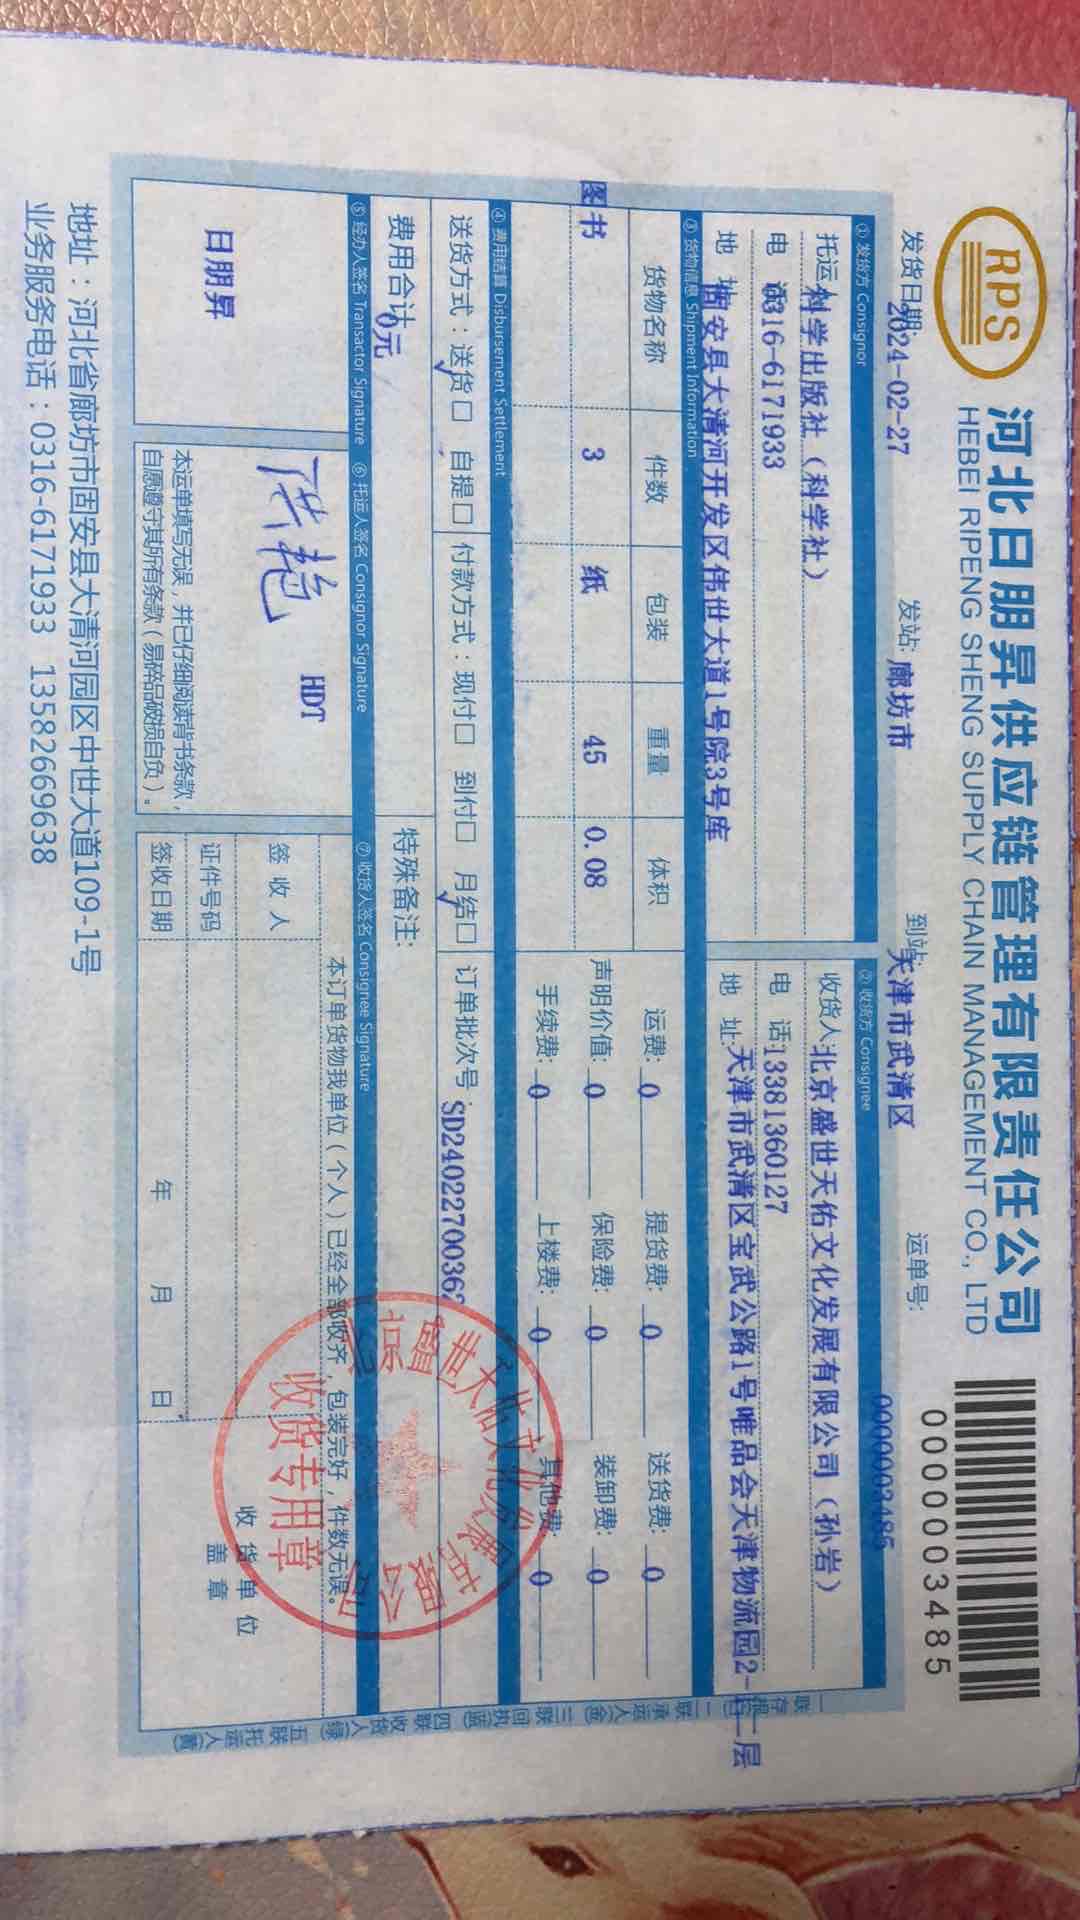 RPS
河北日朋昇供应链管理有限责任公司
HEBEI RIPENG SHENG SUPPLY CHAIN MANAGEMENT CO., LTD
0000003485
发货日期: 2024-02-27 发站: 廊坊市 到站: 天津市武清区 运单号: 0000003485
① 发货方 Consignor ② 收货方 Consignee
托运 科学出版社（科学社） 收货人: 北京盛世天佑文化发展有限公司（孙岩）
电 话 0316-6171933 电 话: 13381360127
地 址 固安县大清河开发区伟世大道1号院3号库 地 址: 天津市武清区宝武公路1号唯品会天津物流园2- 一层
③ 货物信息 Shipment Information
货物名称 件数 包装 重量 体积 运费: 0 提货费: 0 送货费: 0
图书 3 纸 45 0.08 声明价值: 0 保险费: 0 装卸费: 0
手续费: 0 上楼费: 0 其他费: 0
④ 费用结算 Disbursement Settlement
送货方式：送货☐ ✓ 自提☐ 付款方式：现付☐ 到付☐ 月结☐ ✓ 订单批次号: SD2402270036
费用合计 0元 特殊备注:
⑤ 经办人签名 Transactor Signature ⑥ 托运人签名 Consignor Signature ⑦ 收货人签名 Consignee Signature
日朋昇
HDT
本运单填写无误，并已仔细阅读背书条款，
自愿遵守其所有条款（易碎品破损自负）。
本订单货物我单位（个人）已经全部收齐，包装完好，件数无误。
签 收 人
证件号码
签收日期 年 月 日
收 货 单 位
盖 章
收货专用章
一联存根 二联承运人(金) 三联回执(蓝) 四联收货人(绿) 五联托运人(黄)
地址：河北省廊坊市固安县大清河园区中世大道109-1号
业务服务电话：0316-6171933 13582669638